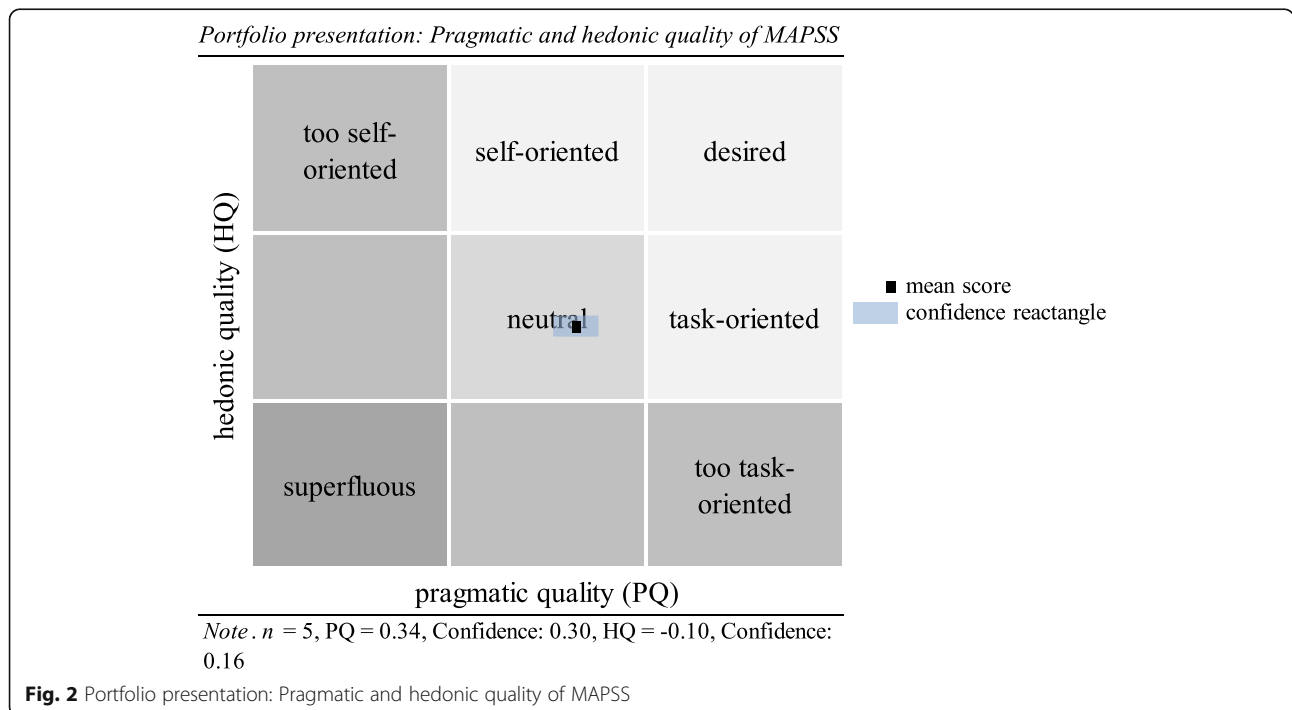 Portfolio presentation: Pragmatic and hedonic quality of MAPSS
too self-
oriented
self-oriented
desired
hedonic quality (HQ)
neutral
task-oriented
mean score
confidence reactangle
superfluous
too task-
oriented
pragmatic quality (PQ)
Note. n = 5, PQ = 0.34, Confidence: 0.30, HQ = -0.10, Confidence:
0.16
Fig. 2 Portfolio presentation: Pragmatic and hedonic quality of MAPSS